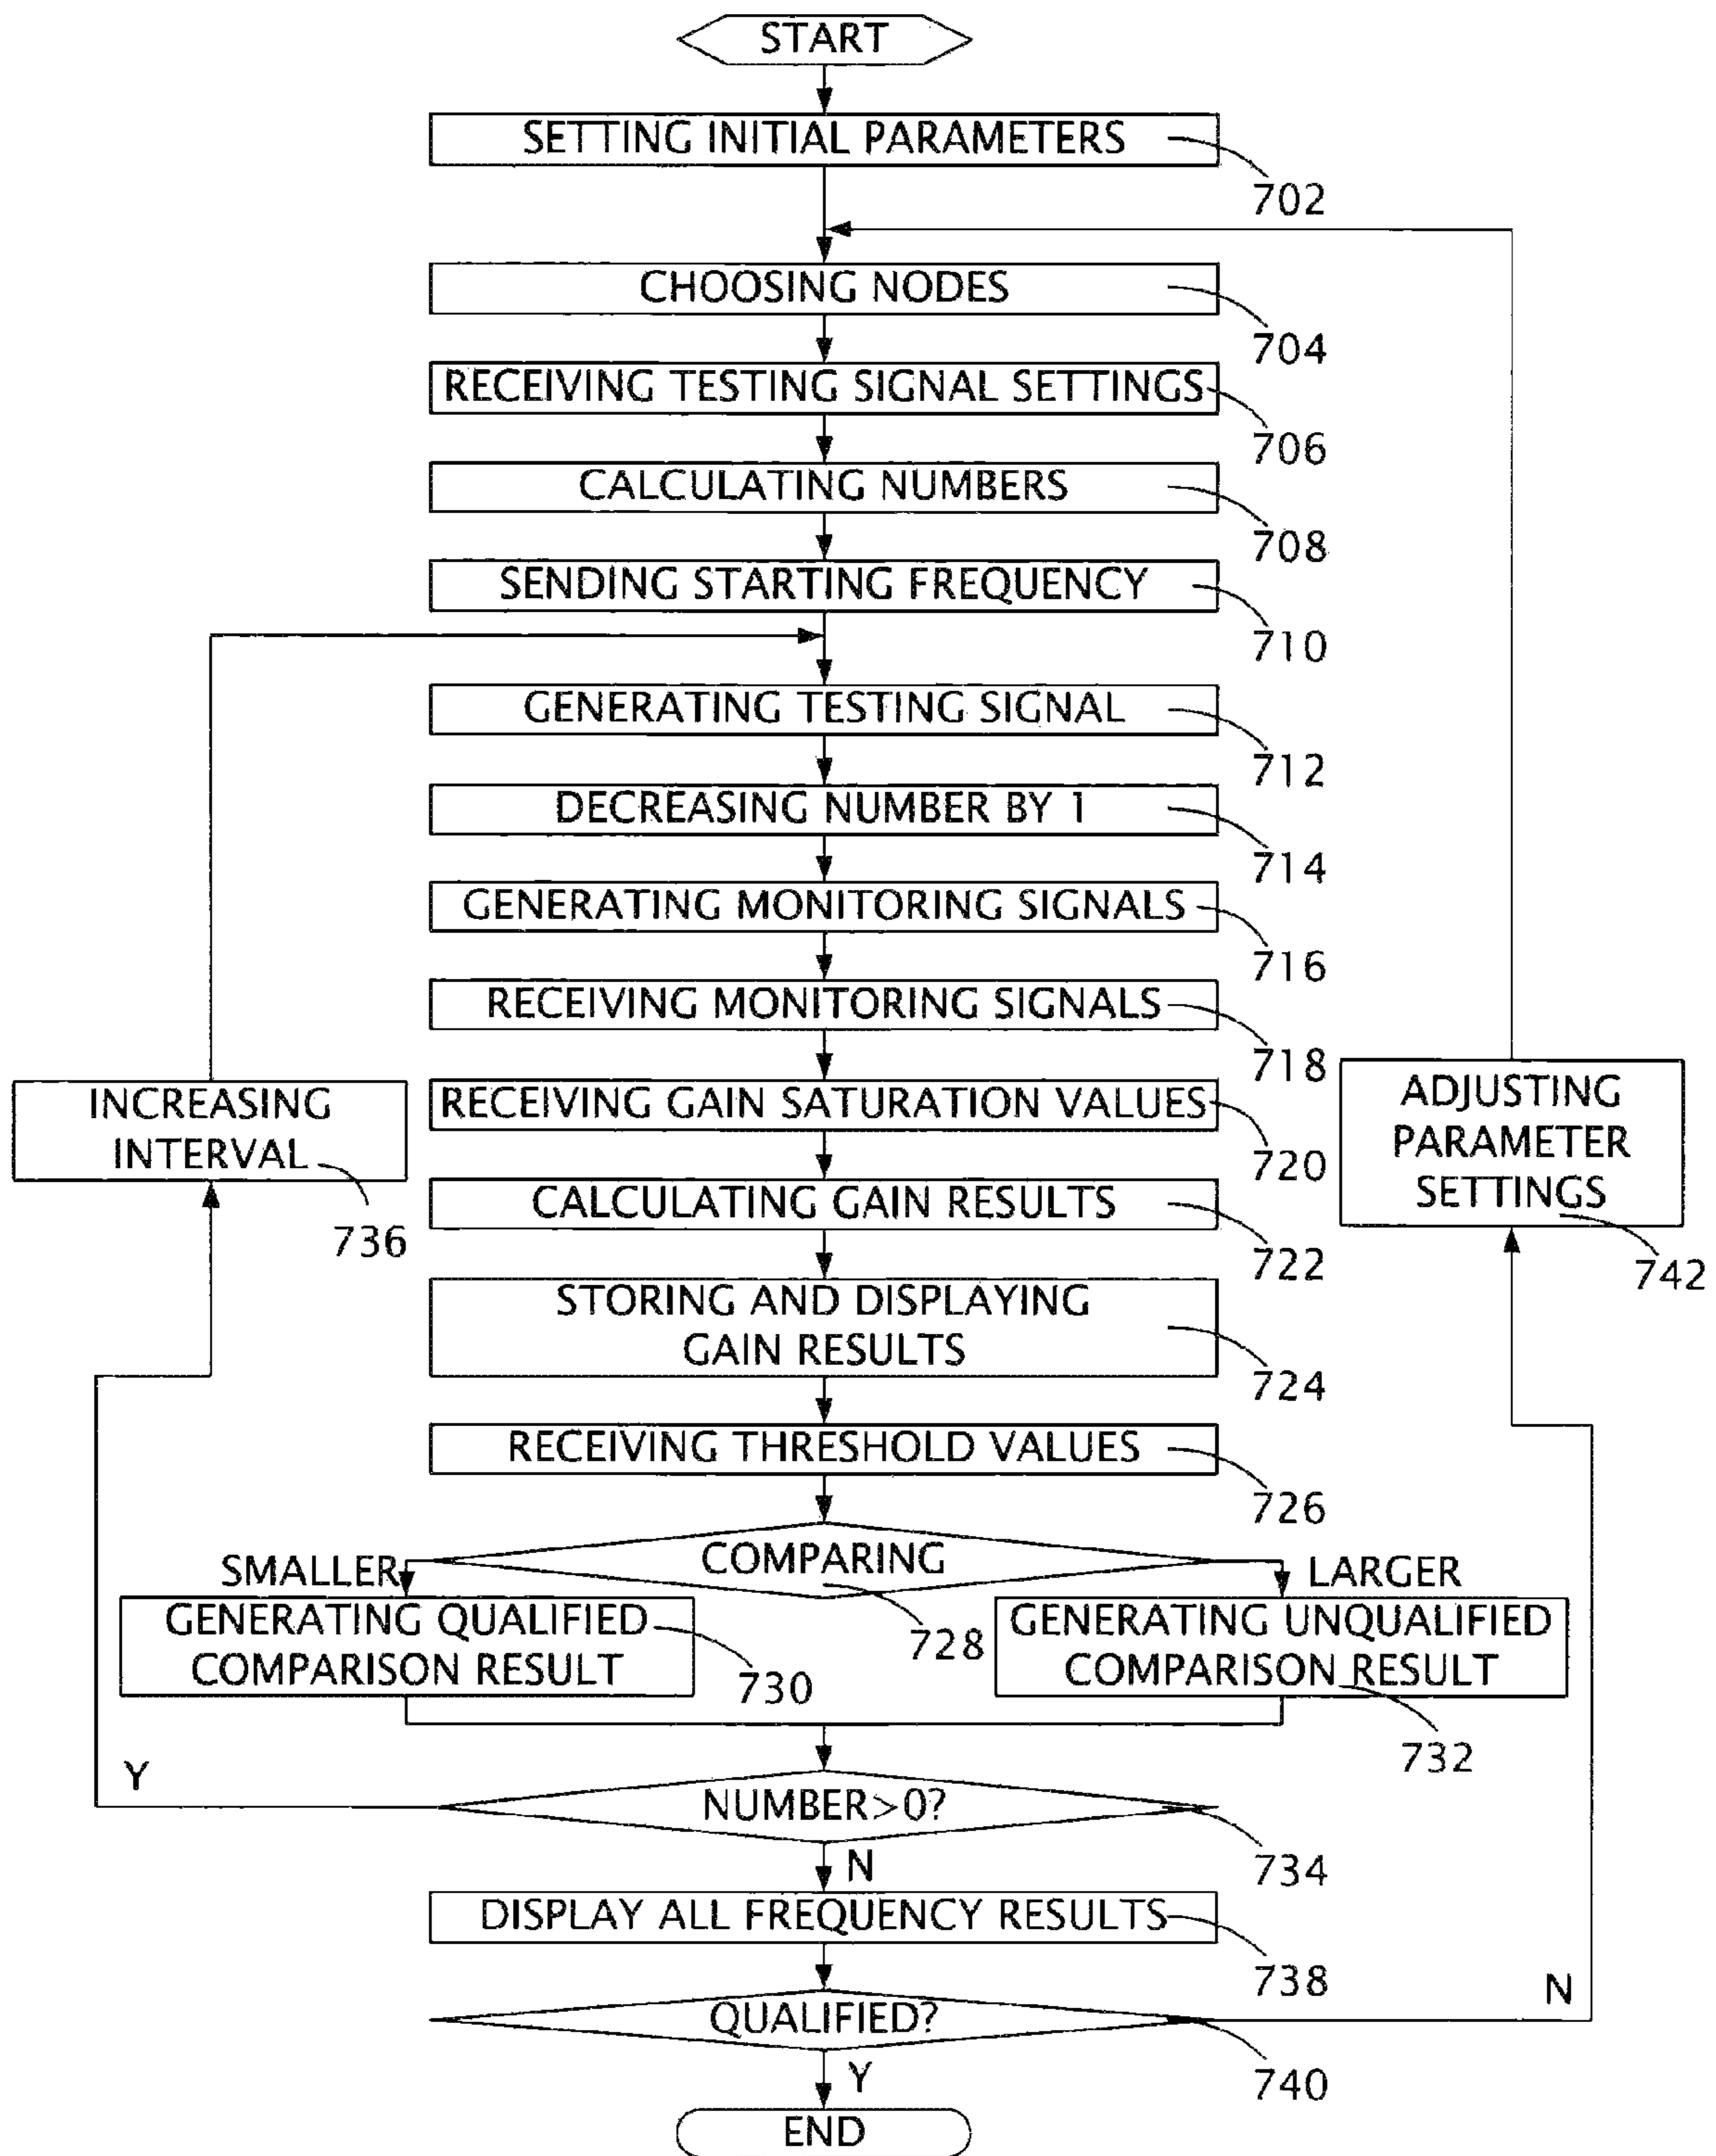 START
SETTING INITIAL PARAMETERS
702
CHOOSING NODES
704
RECEIVING TESTING SIGNAL SETTINGS
706
CALCULATING NUMBERS
708
SENDING STARTING FREQUENCY
710
GENERATING TESTING SIGNAL
712
DECREASING NUMBER BY 1
714
GENERATING MONITORING SIGNALS
716
RECEIVING MONITORING SIGNALS
718
INCREASING
INTERVAL
736
RECEIVING GAIN SATURATION VALUES
720
ADJUSTING
PARAMETER
SETTINGS
742
CALCULATING GAIN RESULTS
722
STORING AND DISPLAYING
GAIN RESULTS
724
RECEIVING THRESHOLD VALUES
726
COMPARING
728
SMALLER
LARGER
GENERATING QUALIFIED
COMPARISON RESULT
730
GENERATING UNQUALIFIED
COMPARISON RESULT
732
Y
NUMBER>0?
734
N
DISPLAY ALL FREQUENCY RESULTS
738
N
QUALIFIED?
740
Y
END